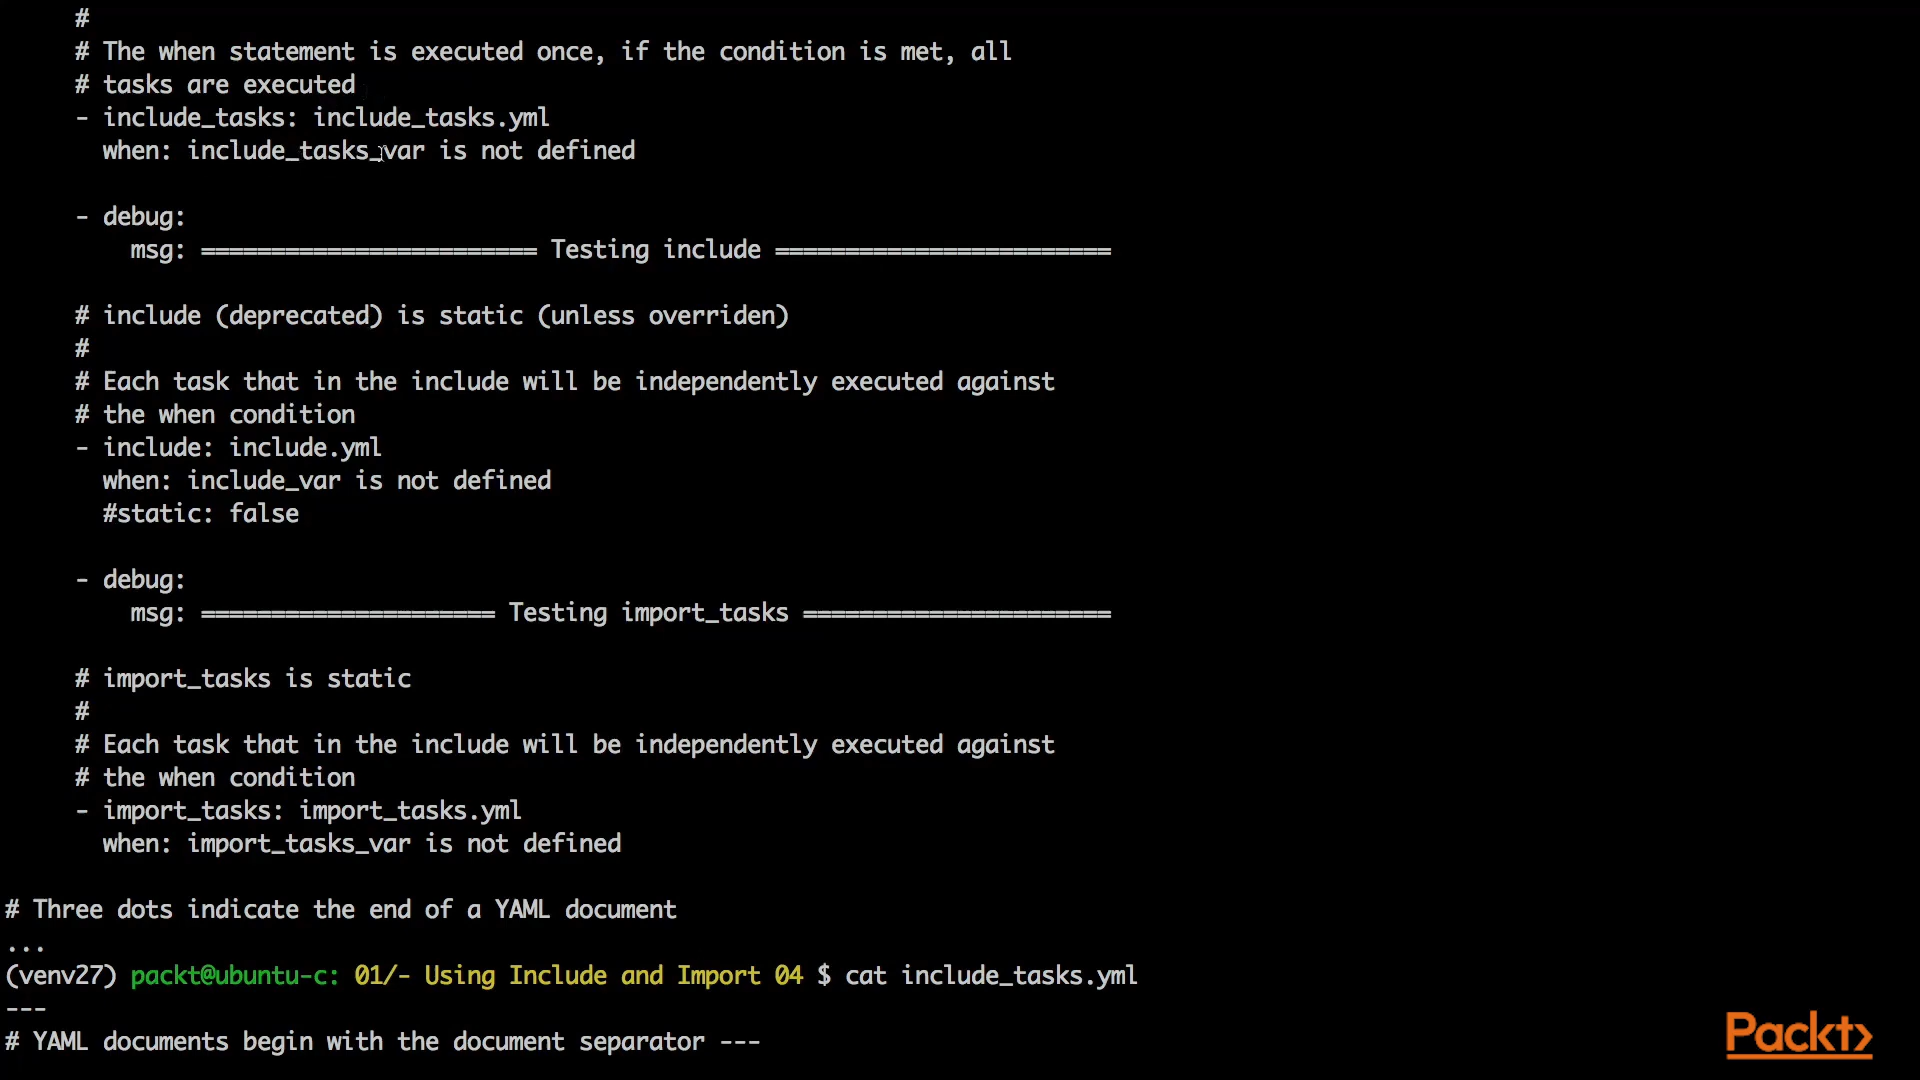 #
# The when statement is executed once, if the condition is met, all
# tasks are executed
- include_tasks: include_tasks.yml
when: include_tasks_var is not defined
- debug:
msg: ======================== Testing include ========================
# include (deprecated) is static (unless overriden)
#
# Each task that in the include will be independently executed against
# the when condition
- include: include.yml
when: include_var is not defined
#static: false
- debug:
msg: ===================== Testing import_tasks ======================
# import_tasks is static
#
# Each task that in the include will be independently executed against
# the when condition
- import_tasks: import_tasks.yml
when: import_tasks_var is not defined
# Three dots indicate the end of a YAML document
...
(venv27) packt@ubuntu-c: 01/- Using Include and Import 04 $ cat include_tasks.yml
---
# YAML documents begin with the document separator ---
Packt>